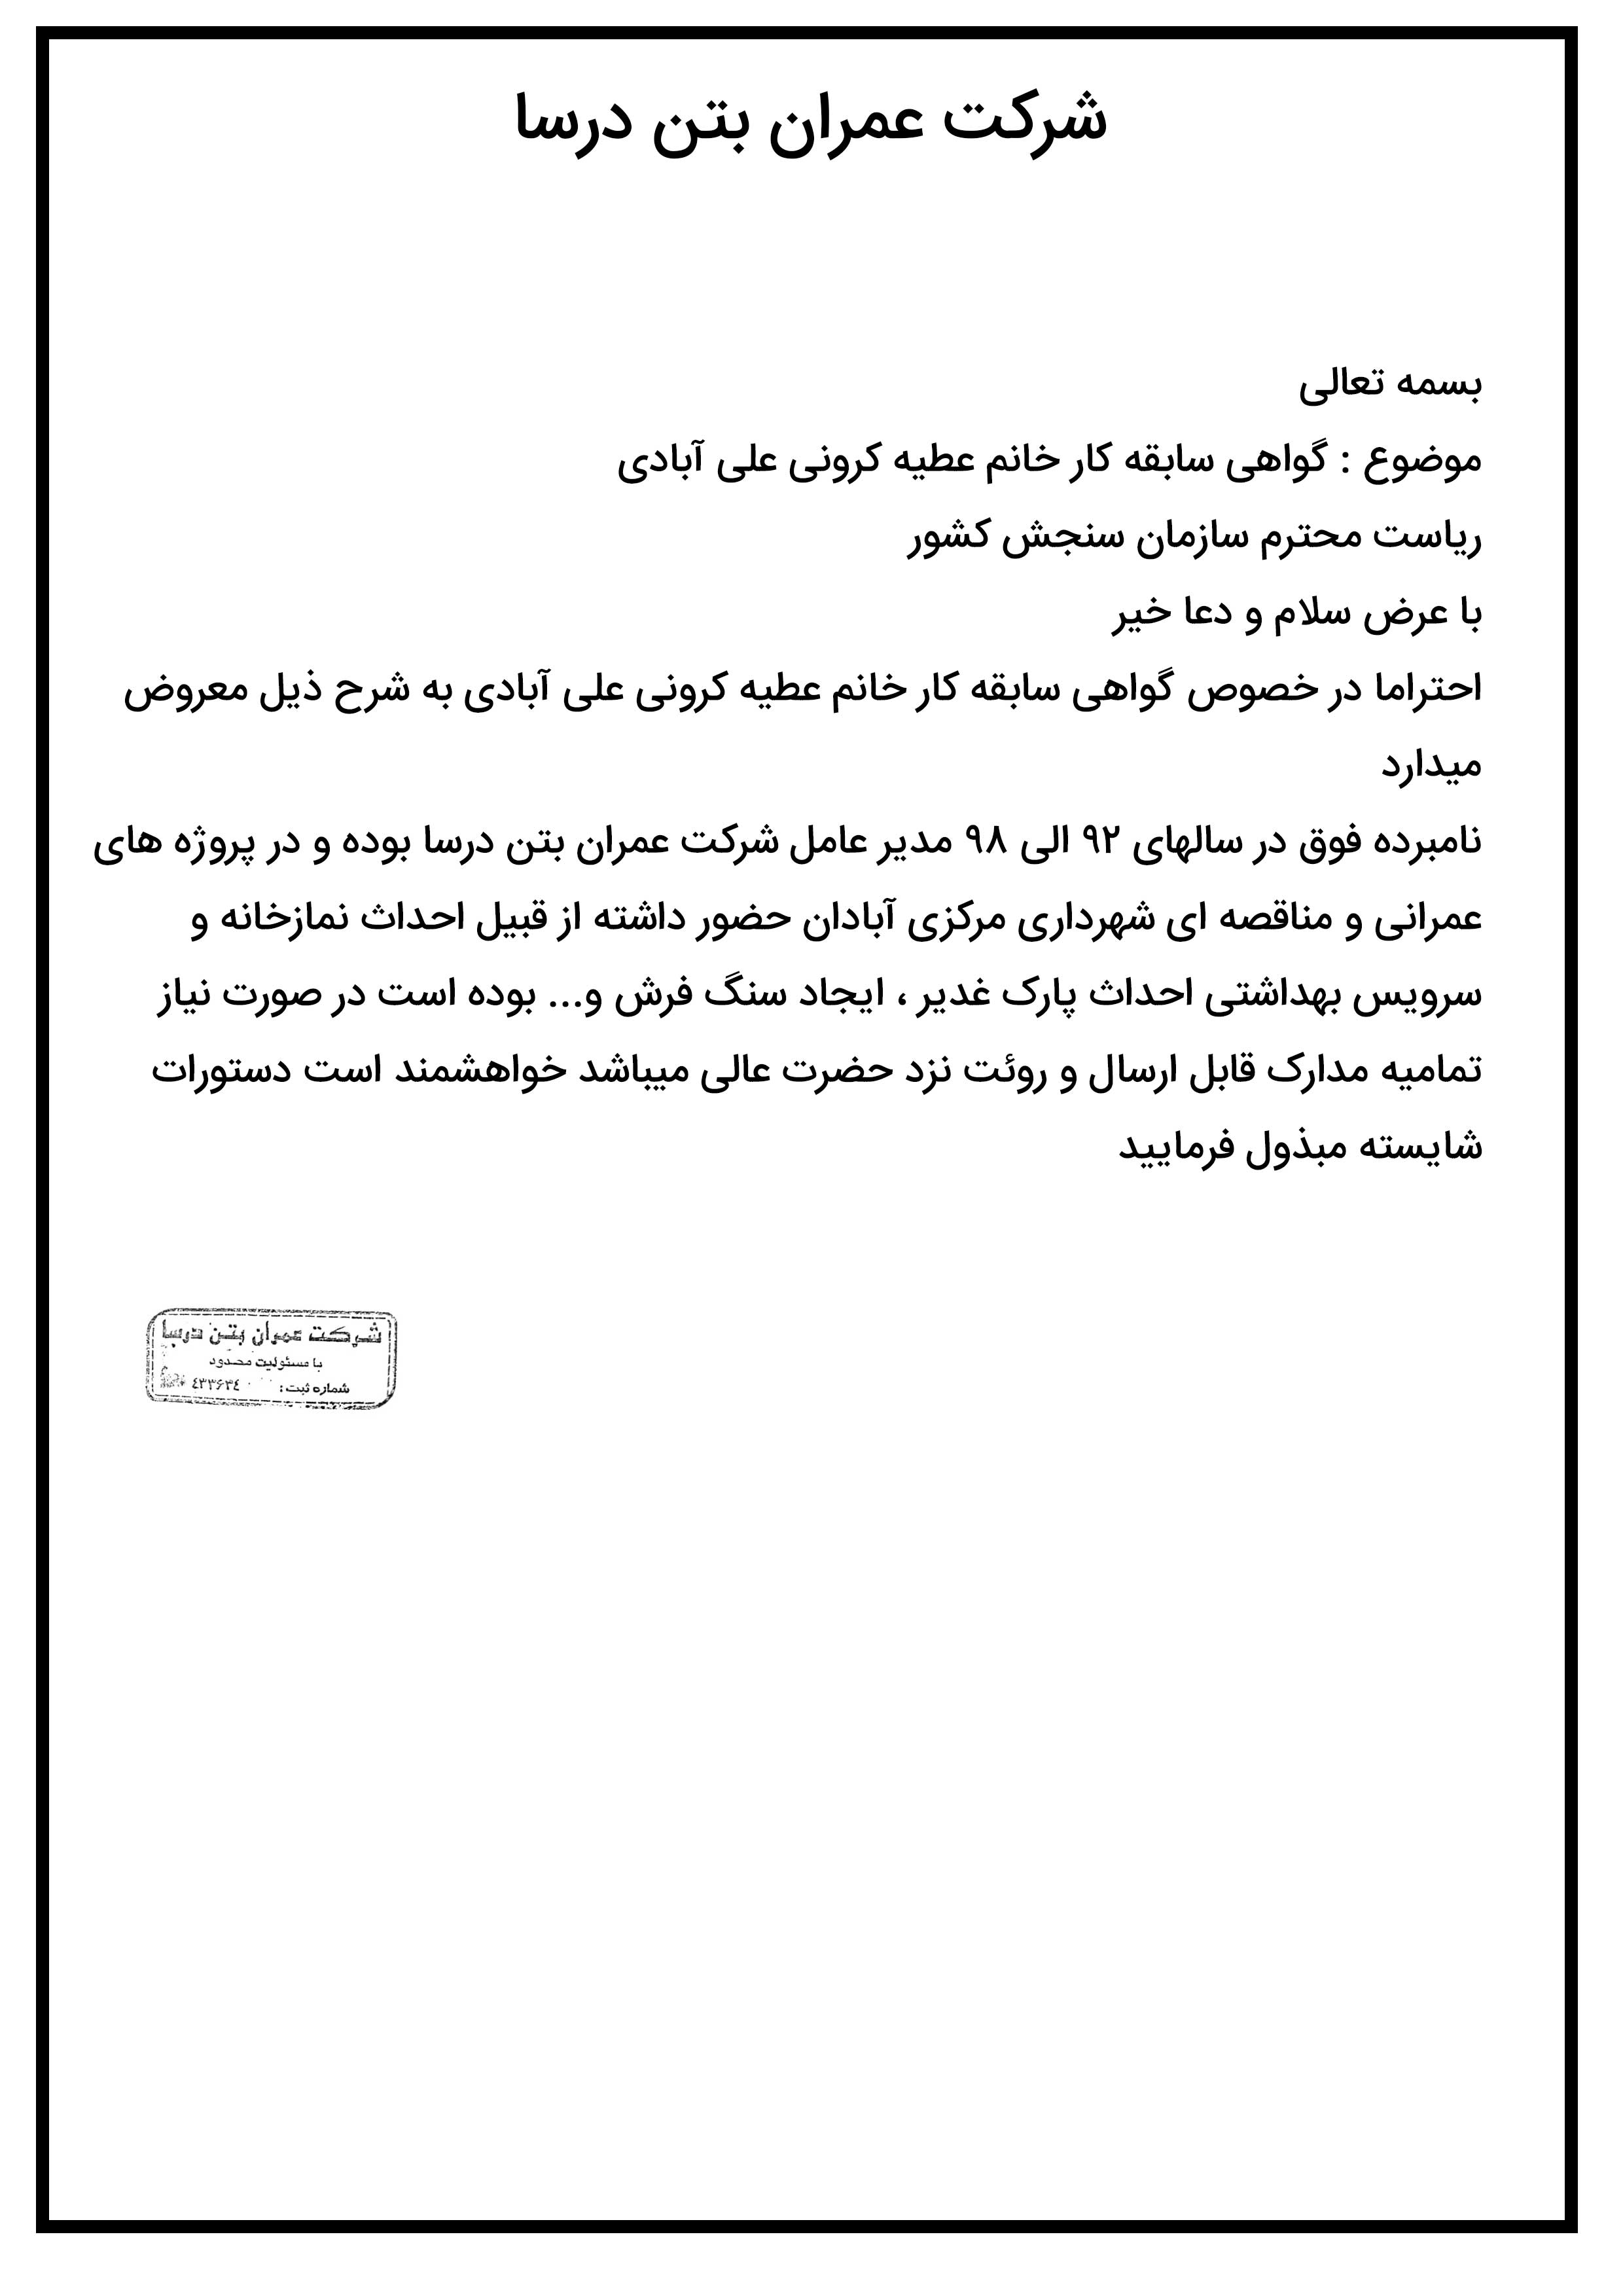 شرکت عمران بتن درسا
بسمه تعالی
موضوع : گواهی سابقه کار خانم عطیه کرونی علی آبادی
ریاست محترم سازمان سنجش کشور
با عرض سلام و دعا خیر
احتراما در خصوص گواهی سابقه کار خانم عطیه کرونی علی آبادی به شرح ذیل معروض
میدارد
نامبرده فوق در سالهای ۹۲ الی ۹۸ مدیر عامل شرکت عمران بتن درسا بوده و در پروژه های
عمرانی و مناقصه ای شهرداری مرکزی آبادان حضور داشته از قبیل احداث نمازخانه و
سرویس بهداشتی احداث پارک غدیر ، ایجاد سنگ فرش و... بوده است در صورت نیاز
تمامیه مدارک قابل ارسال و روئت نزد حضرت عالی میباشد خواهشمند است دستورات
شایسته مبذول فرمایید
شرکت عمران بتن درسا
با مسئولیت محدود
شماره ثبت :